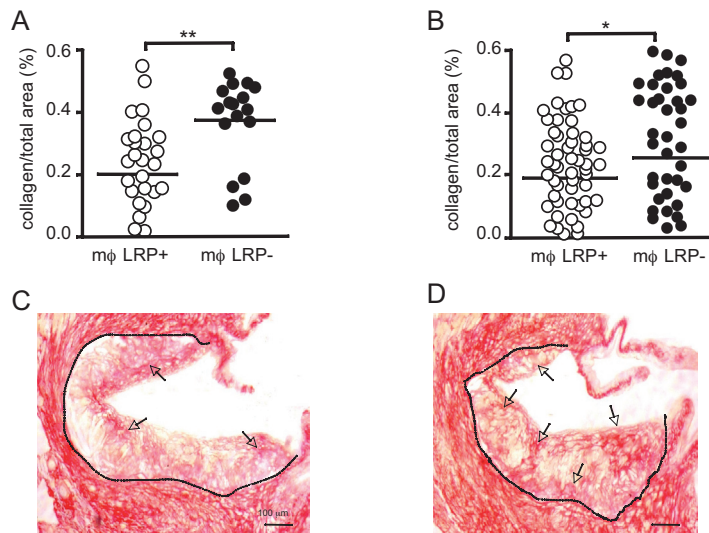 A
**
collagen/total area (%)
0.6
0.4
0.2
0.0
mϕ LRP+ mϕ LRP-
B
*
collagen/total area (%)
0.6
0.4
0.2
0.0
mϕ LRP+ mϕ LRP-
C
100 μm
D